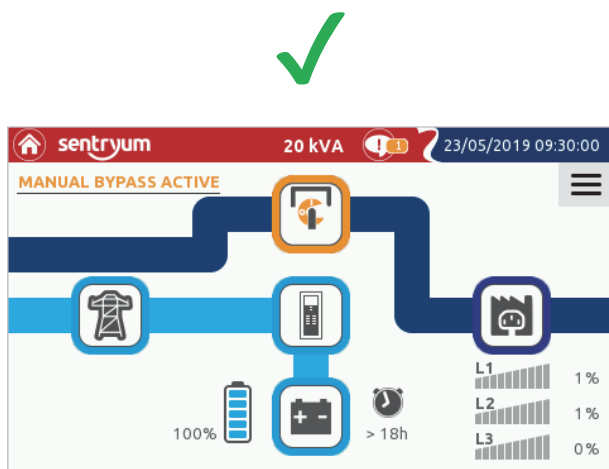 sentryum 20 kVA 1 23/05/2019 09:30:00
MANUAL BYPASS ACTIVE
L1 1%
L2 1%
L3 0%
100% > 18h